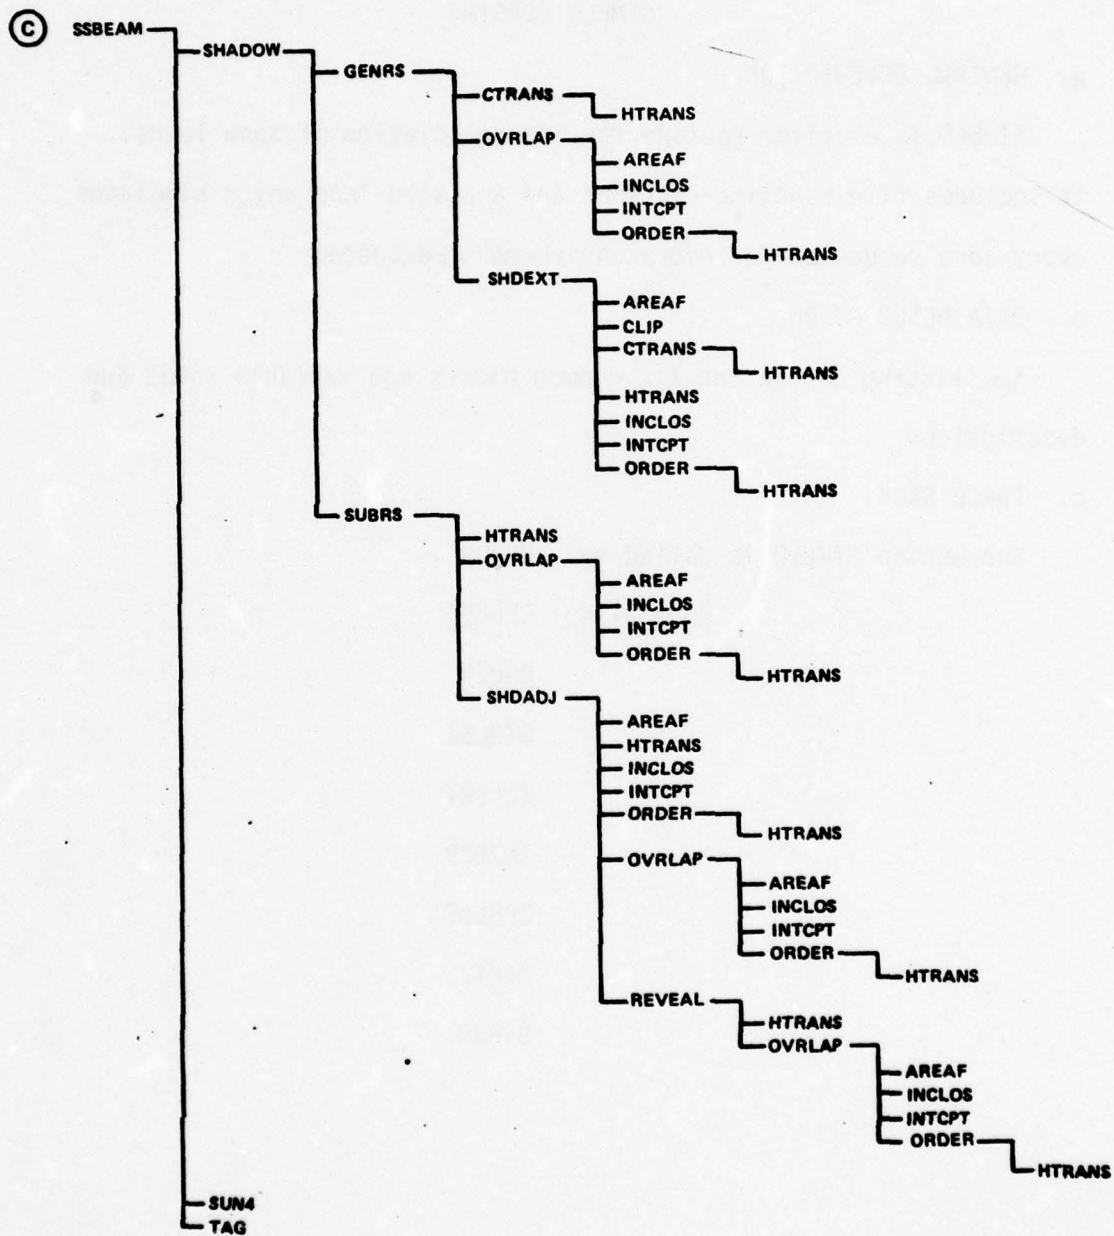 C SSBEAM
SHADOW
GENRS
CTRANS
HTRANS
OVRLAP
AREAF
INCLOS
INTCPT
ORDER
HTRANS
SHDEXT
AREAF
CLIP
CTRANS
HTRANS
HTRANS
INCLOS
INTCPT
ORDER
HTRANS
SUBRS
HTRANS
OVRLAP
AREAF
INCLOS
INTCPT
ORDER
HTRANS
SHDADJ
AREAF
HTRANS
INCLOS
INTCPT
ORDER
HTRANS
OVRLAP
AREAF
INCLOS
INTCPT
ORDER
HTRANS
REVEAL
HTRANS
OVRLAP
AREAF
INCLOS
INTCPT
ORDER
HTRANS
SUN4
TAG